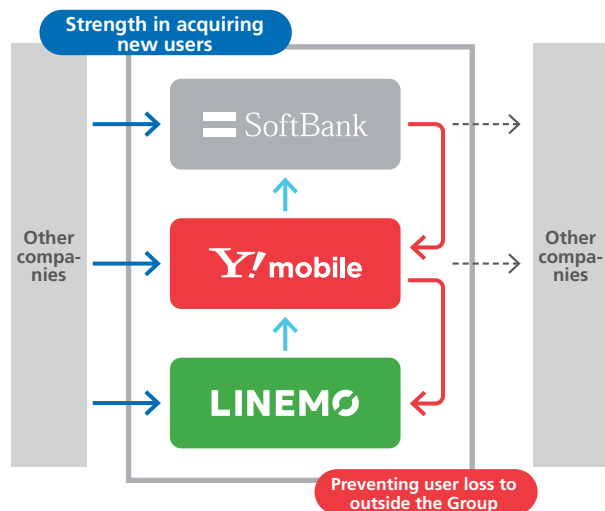 Strength in acquiring
new users
SoftBank
Other
compa-
nies
Y!mobile
Other
compa-
nies
LINEMO
Preventing user loss to
outside the Group